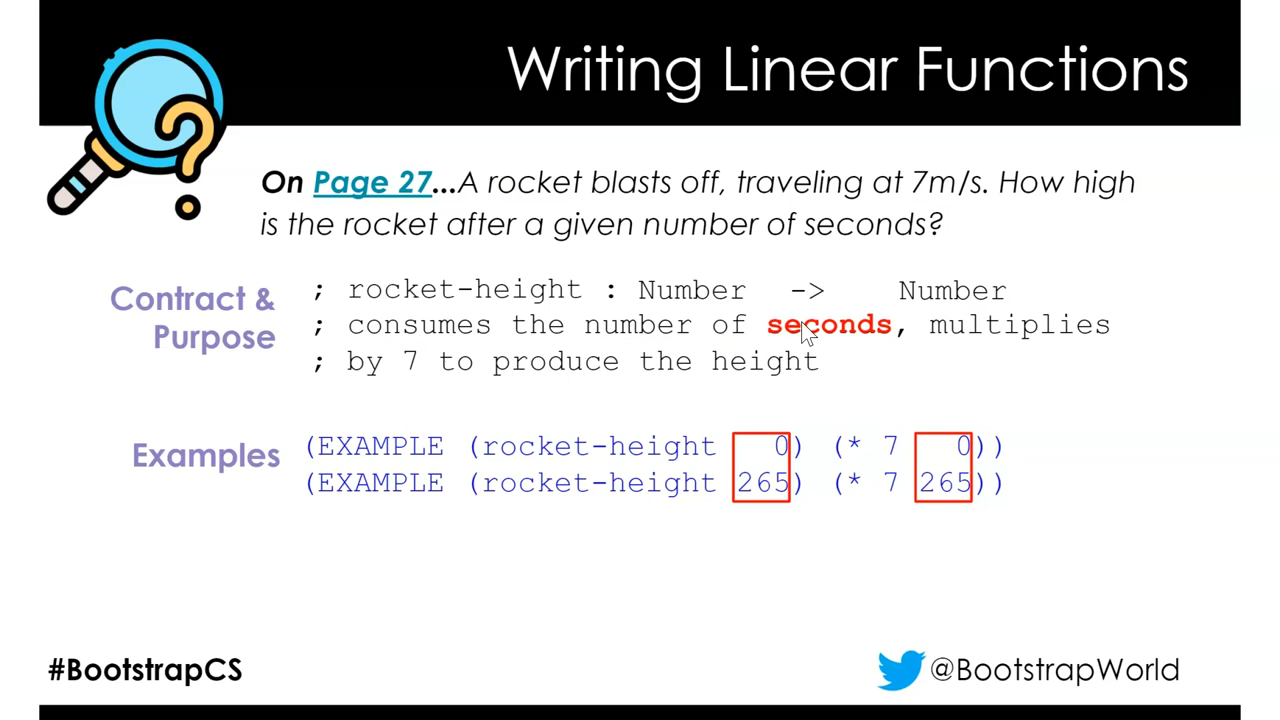 Writing Linear Functions
On Page 27...A rocket blasts off, traveling at 7m/s. How high
is the rocket after a given number of seconds?
Contract &
Purpose
; rocket-height : Number -> Number
; consumes the number of seconds, multiplies
; by 7 to produce the height
Examples
(EXAMPLE (rocket-height 0) (* 7 0))
(EXAMPLE (rocket-height 265) (* 7 265))
#BootstrapCS
@BootstrapWorld